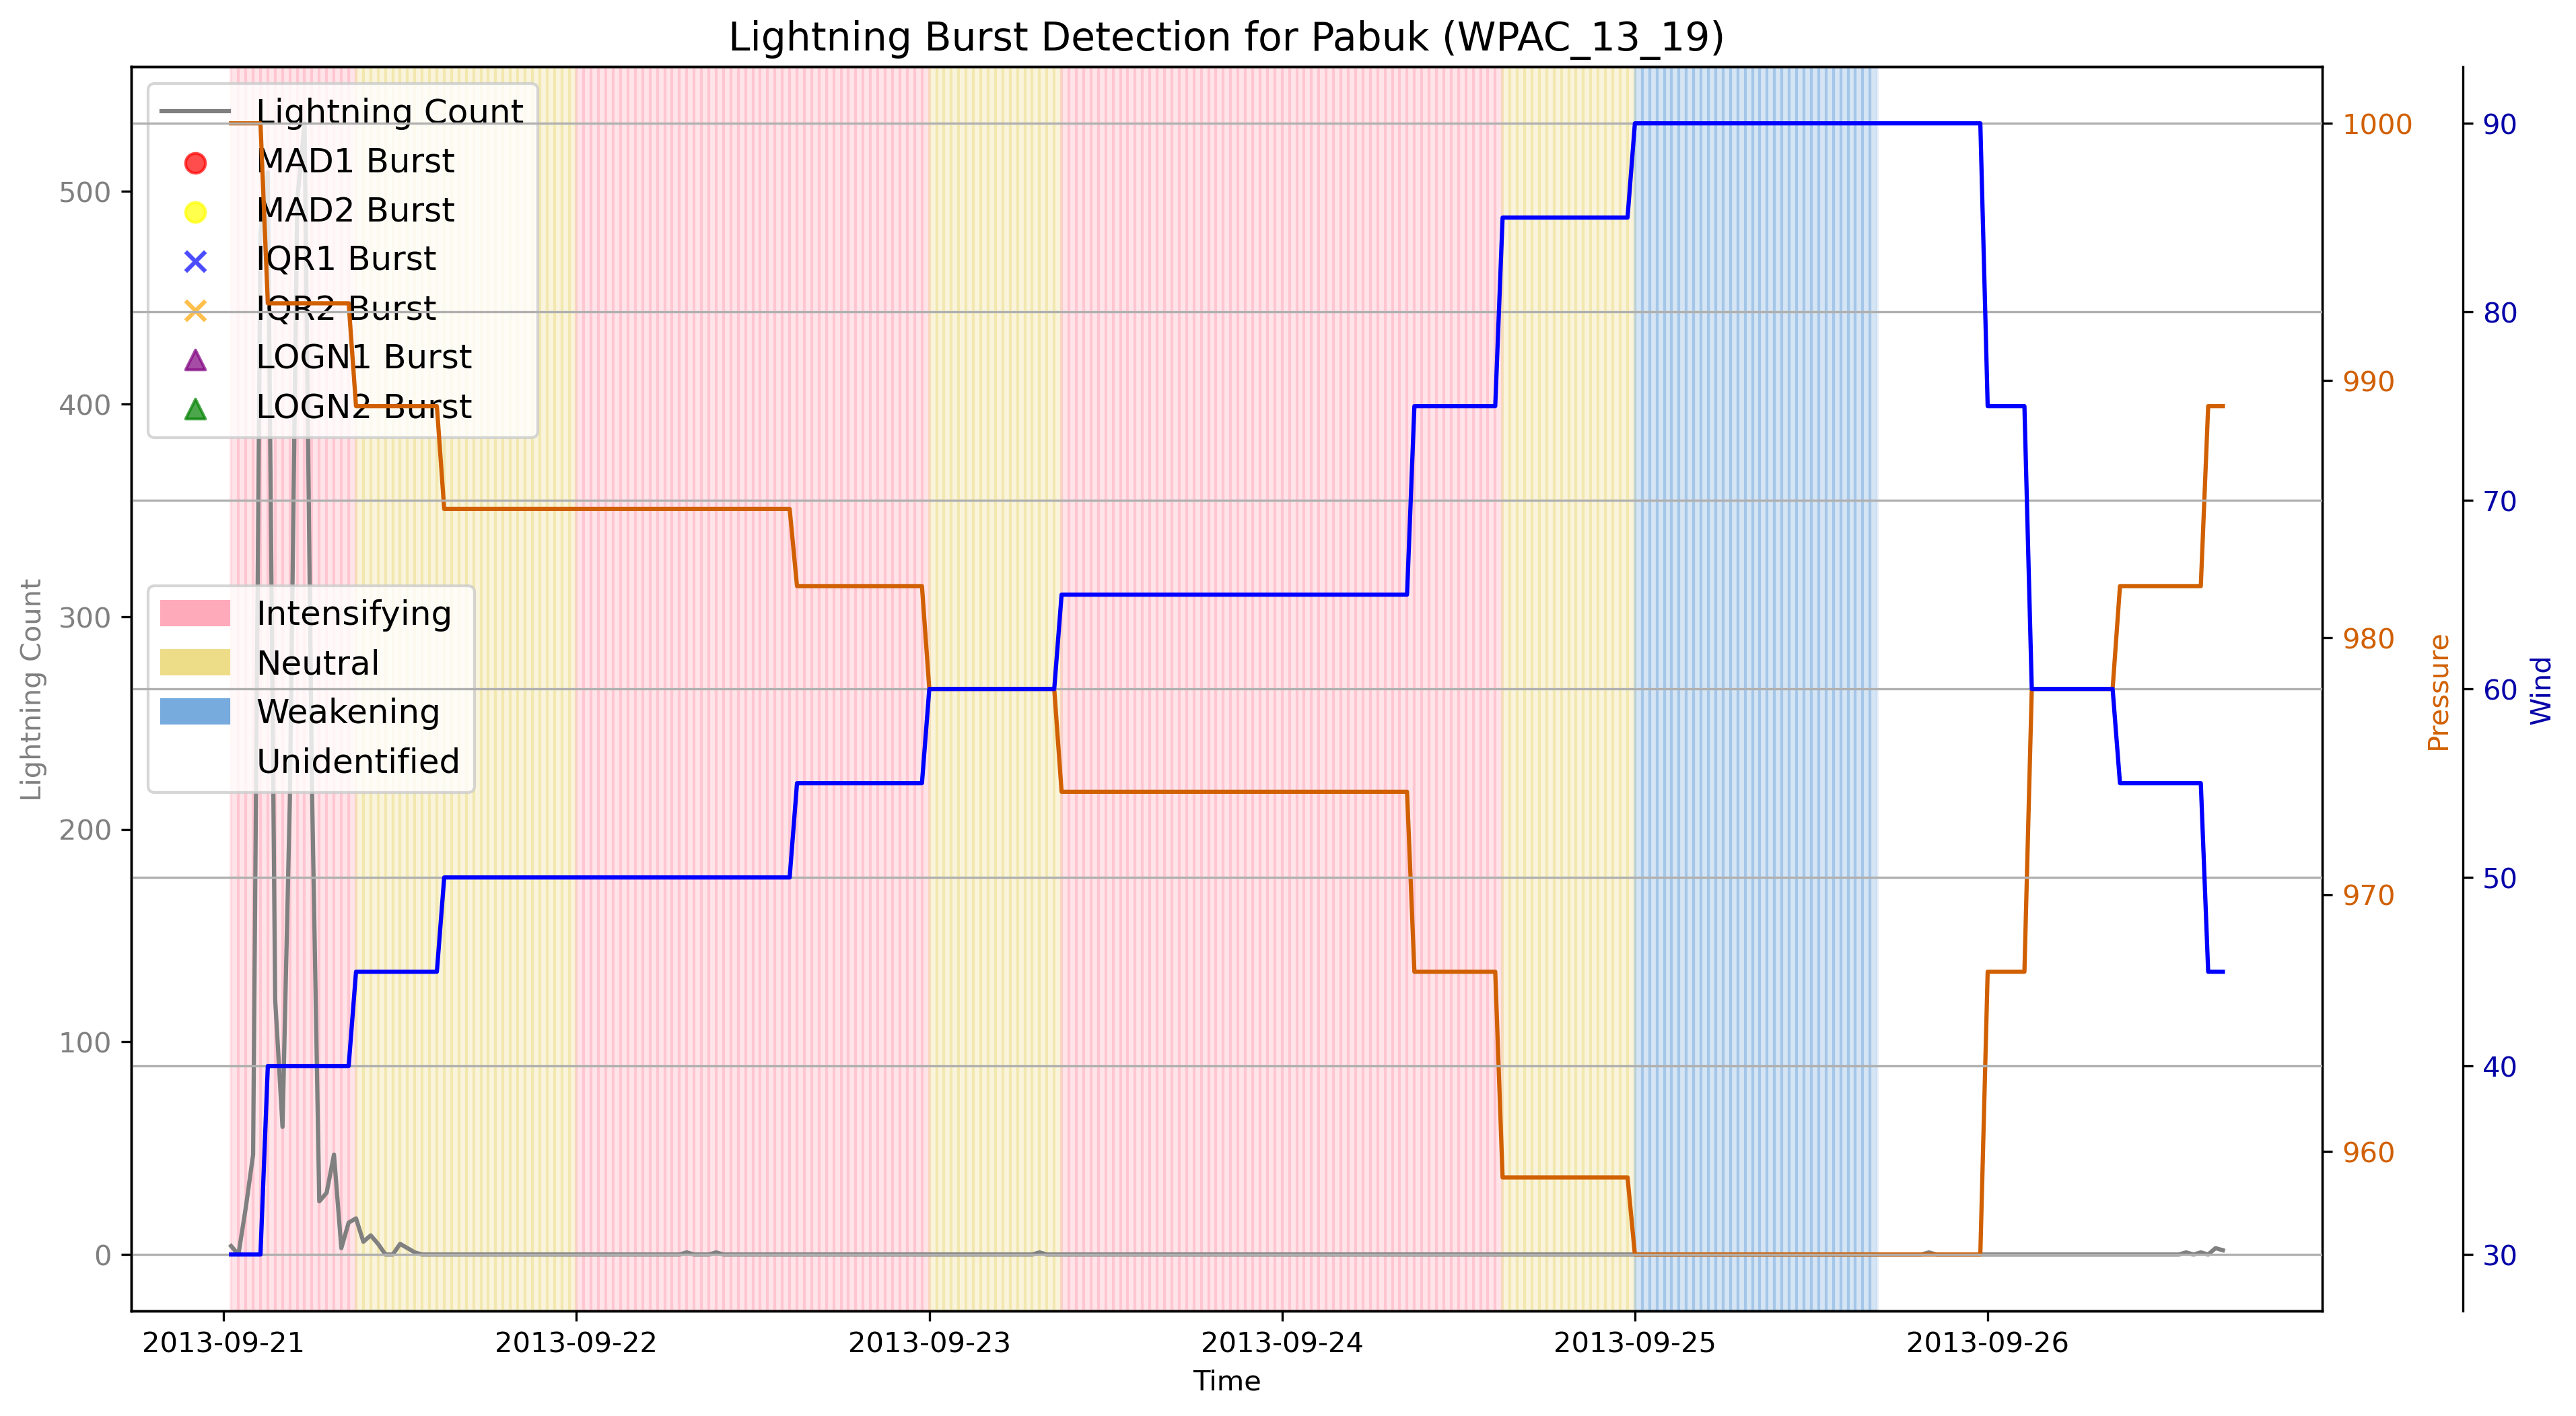 Lightning Burst Detection for Pabuk (WPAC_13_19)
Lightning Count
MAD1 Burst
MAD2 Burst
IQR1 Burst
IQR2 Burst
LOGN1 Burst
LOGN2 Burst
Intensifying
Neutral
Weakening
Unidentified
Lightning Count
500
400
300
200
100
0
1000
990
980
970
960
Pressure
90
80
70
60
50
40
30
Wind
2013-09-21
2013-09-22
2013-09-23
2013-09-24
2013-09-25
2013-09-26
Time